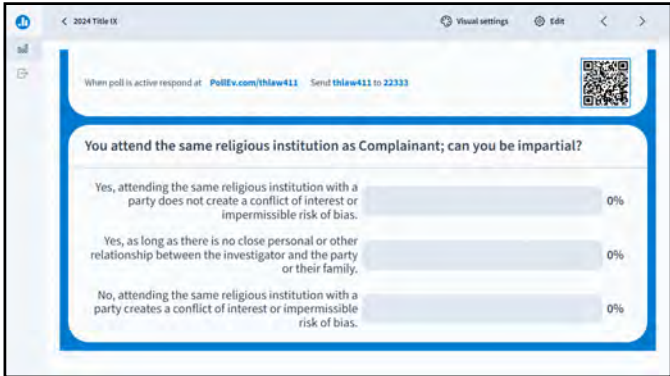 2024 Title IX
Visual settings
Edit
When poll is active respond at PollEv.com/thlaw411 Send thlaw411 to 22333
You attend the same religious institution as Complainant; can you be impartial?
Yes, attending the same religious institution with a
party does not create a conflict of interest or
impermissible risk of bias.
0%
Yes, as long as there is no close personal or other
relationship between the investigator and the party
or their family.
0%
No, attending the same religious institution with a
party creates a conflict of interest or impermissible
risk of bias.
0%